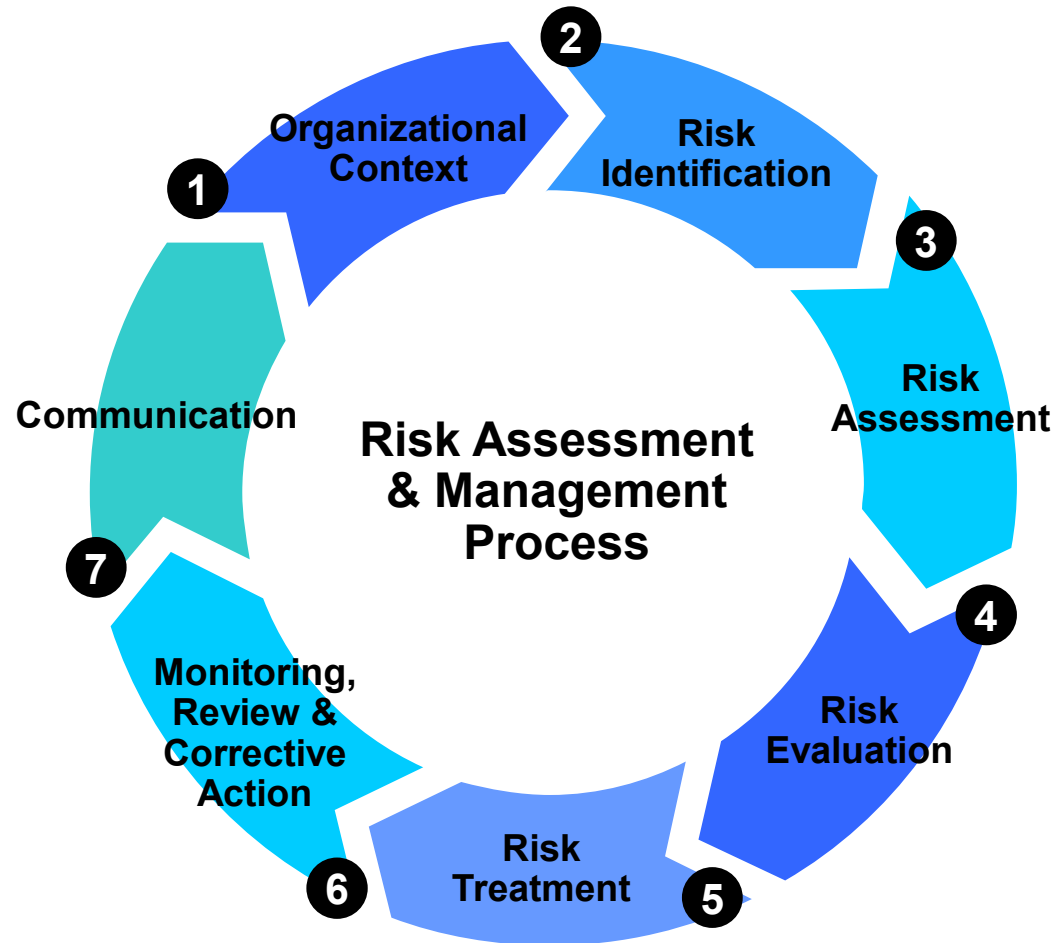 1
Organizational
Context
2
Risk
Identification
3
Risk
Assessment
4
Risk
Evaluation
5
Risk
Treatment
6
Monitoring,
Review &
Corrective
Action
7
Communication
Risk Assessment
& Management
Process